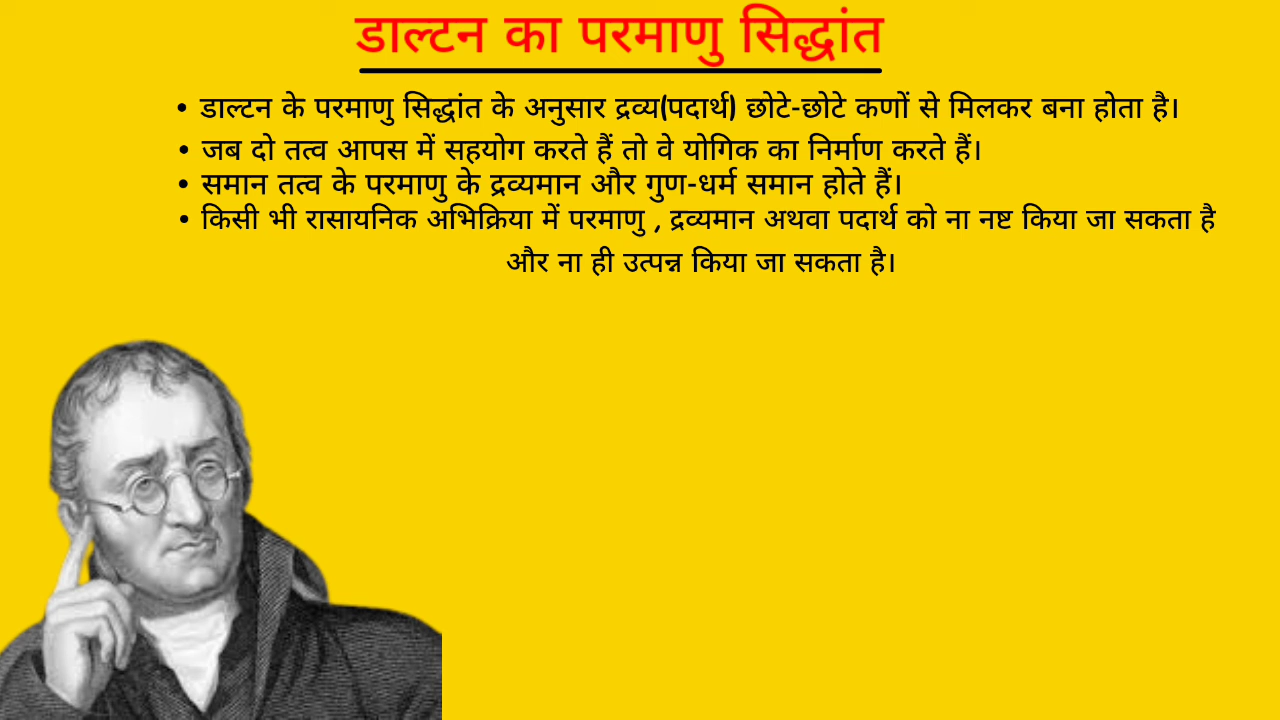 डाल्टन का परमाणु सिद्धांत
• डाल्टन के परमाणु सिद्धांत के अनुसार द्रव्य(पदार्थ) छोटे-छोटे कणों से मिलकर बना होता है।
• जब दो तत्व आपस में सहयोग करते हैं तो वे योगिक का निर्माण करते हैं।
• समान तत्व के परमाणु के द्रव्यमान और गुण-धर्म समान होते हैं।
• किसी भी रासायनिक अभिक्रिया में परमाणु , द्रव्यमान अथवा पदार्थ को ना नष्ट किया जा सकता है
और ना ही उत्पन्न किया जा सकता है।